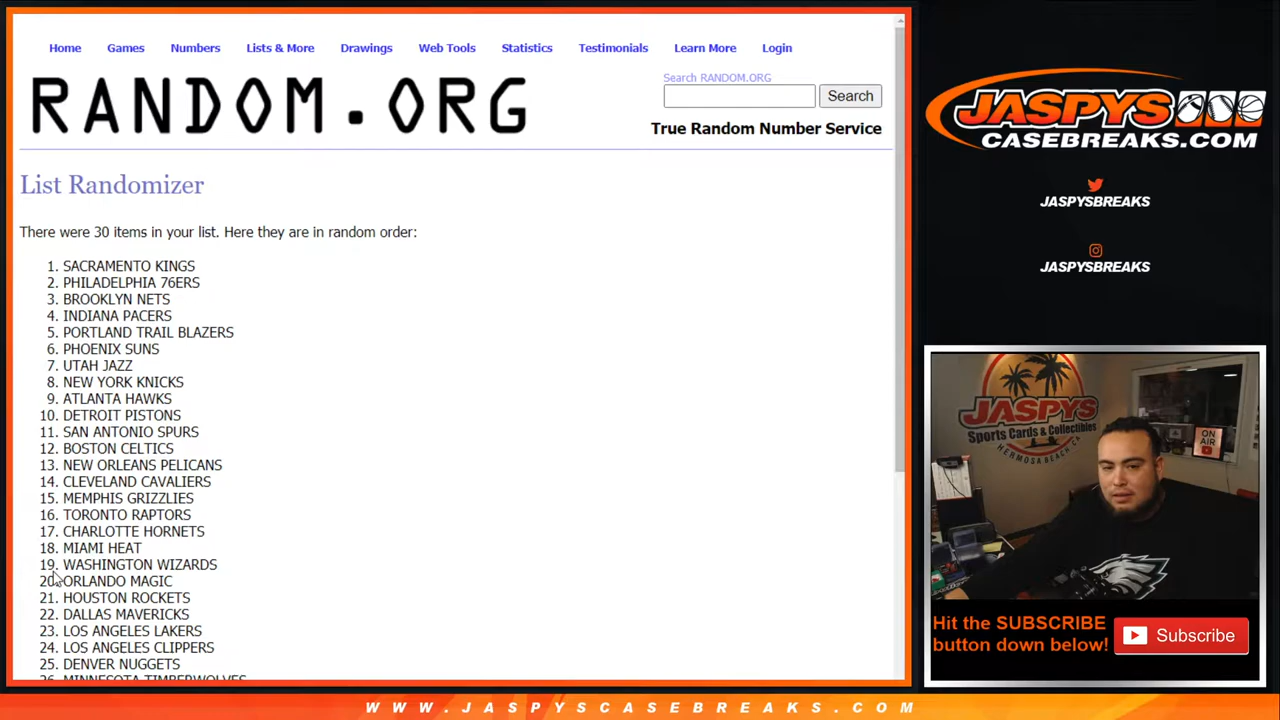 Home Games Numbers Lists & More Drawings Web Tools Statistics Testimonials Learn More Login
RANDOM.ORG
Search RANDOM.ORG
Search
True Random Number Service
List Randomizer
There were 30 items in your list. Here they are in random order:
1. SACRAMENTO KINGS
2. PHILADELPHIA 76ERS
3. BROOKLYN NETS
4. INDIANA PACERS
5. PORTLAND TRAIL BLAZERS
6. PHOENIX SUNS
7. UTAH JAZZ
8. NEW YORK KNICKS
9. ATLANTA HAWKS
10. DETROIT PISTONS
11. SAN ANTONIO SPURS
12. BOSTON CELTICS
13. NEW ORLEANS PELICANS
14. CLEVELAND CAVALIERS
15. MEMPHIS GRIZZLIES
16. TORONTO RAPTORS
17. CHARLOTTE HORNETS
18. MIAMI HEAT
19. WASHINGTON WIZARDS
20. ORLANDO MAGIC
21. HOUSTON ROCKETS
22. DALLAS MAVERICKS
23. LOS ANGELES LAKERS
24. LOS ANGELES CLIPPERS
25. DENVER NUGGETS
26. MINNESOTA TIMBERWOLVES
JASPYS
CASEBREAKS.COM
JASPYSBREAKS
JASPYSBREAKS
JASPYS
Sports Cards & Collectibles
HERMOSA BEACH, CA
ON
AIR
Hit the SUBSCRIBE
button down below!
Subscribe
WWW.JASPYSCASEBREAKS.COM